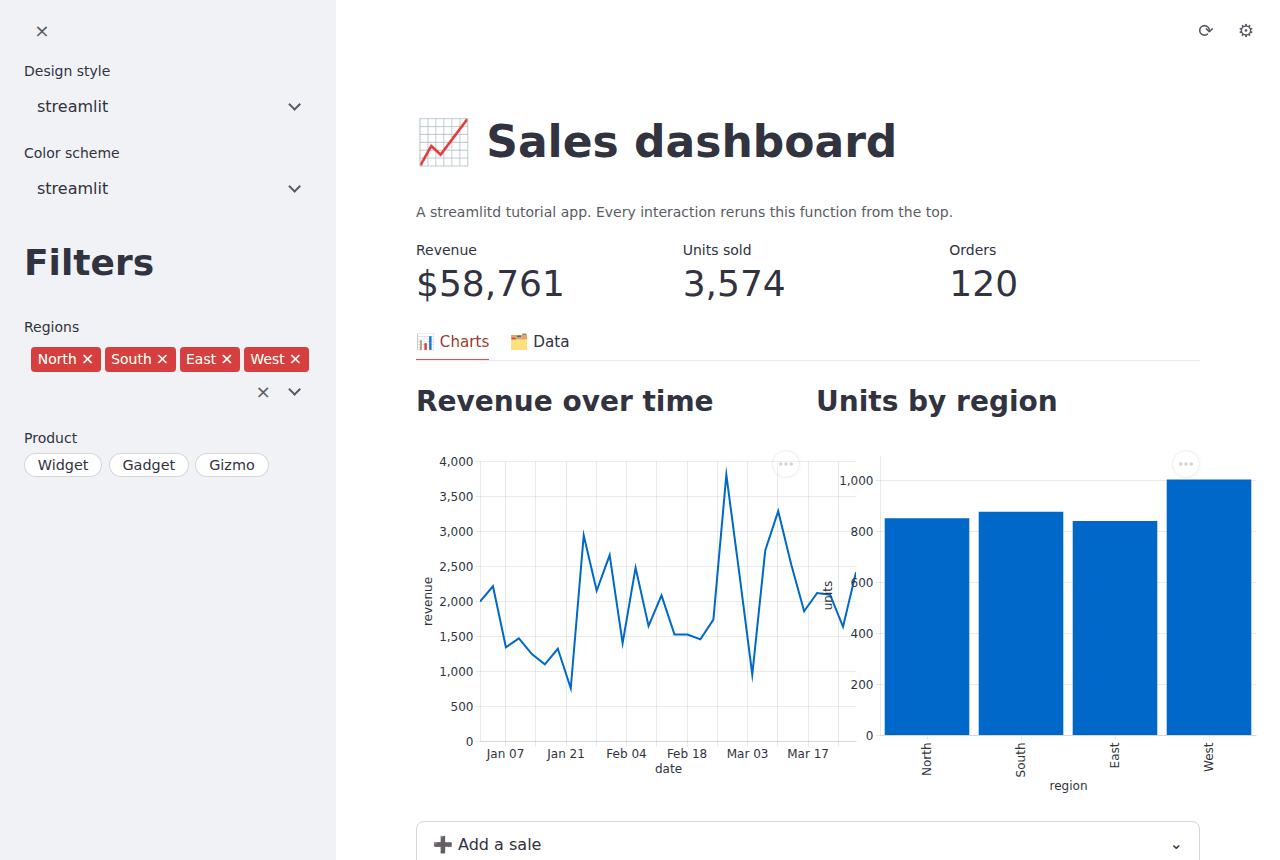 Design style
streamlit
Color scheme
streamlit
Filters
Regions
North × South × East × West ×
Product
Widget Gadget Gizmo
Sales dashboard
A streamlitd tutorial app. Every interaction reruns this function from the top.
Revenue Units sold Orders
$58,761 3,574 120
Charts Data
Revenue over time
4,000
3,500
3,000
2,500
2,000
1,500
1,000
500
0
revenue
Jan 07 Jan 21 Feb 04 Feb 18 Mar 03 Mar 17
date
Units by region
1,000
800
600
400
200
0
units
North South East West
region
➕ Add a sale